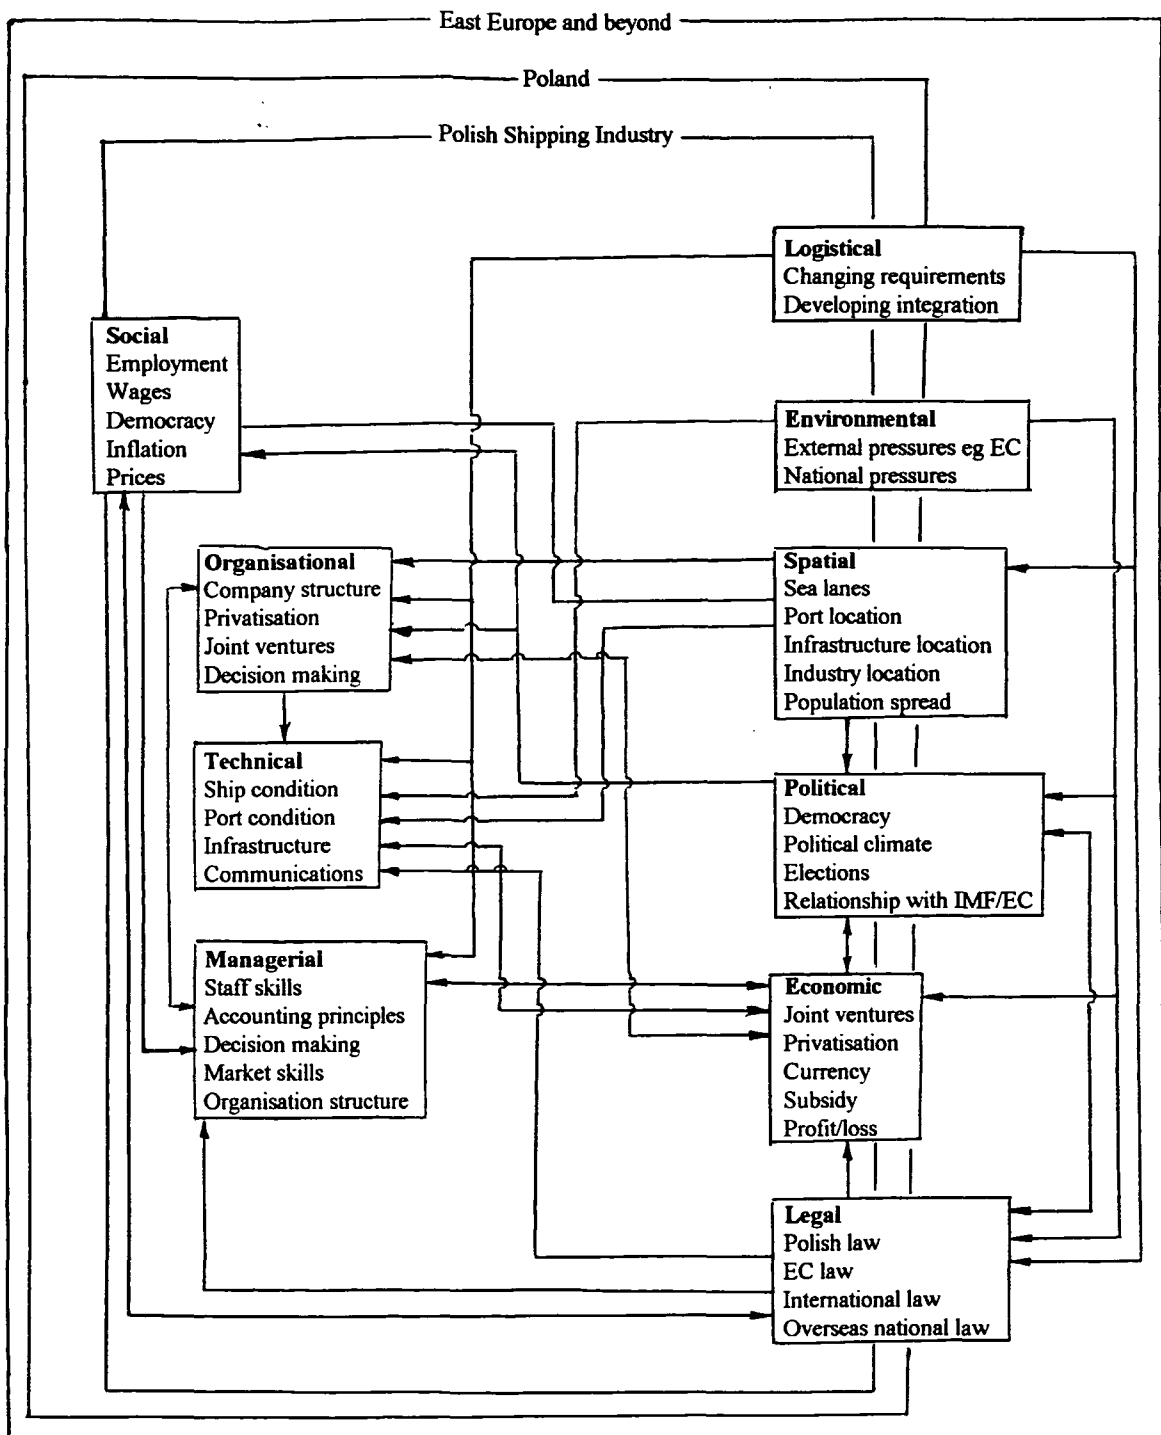 East Europe and beyond
Poland
Polish Shipping Industry
Logistical
Changing requirements
Developing integration
Social
Employment
Wages
Democracy
Inflation
Prices
Environmental
External pressures eg EC
National pressures
Organisational
Company structure
Privatisation
Joint ventures
Decision making
Spatial
Sea lanes
Port location
Infrastructure location
Industry location
Population spread
Technical
Ship condition
Port condition
Infrastructure
Communications
Political
Democracy
Political climate
Elections
Relationship with IMF/EC
Managerial
Staff skills
Accounting principles
Decision making
Market skills
Organisation structure
Economic
Joint ventures
Privatisation
Currency
Subsidy
Profit/loss
Legal
Polish law
EC law
International law
Overseas national law